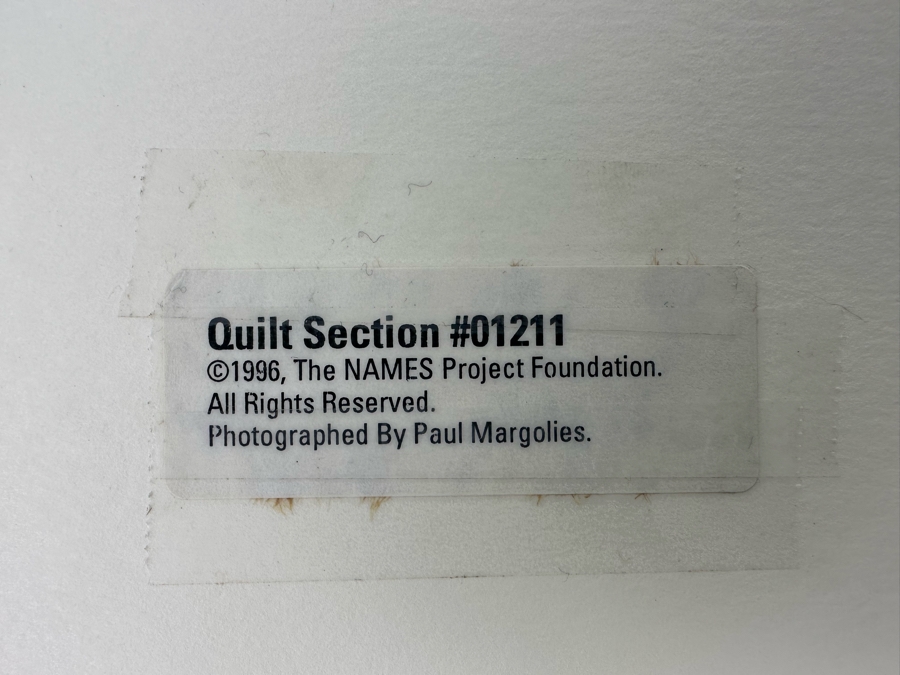 Quilt Section #01211
©1996, The NAMES Project Foundation.
All Rights Reserved.
Photographed By Paul Margolies.